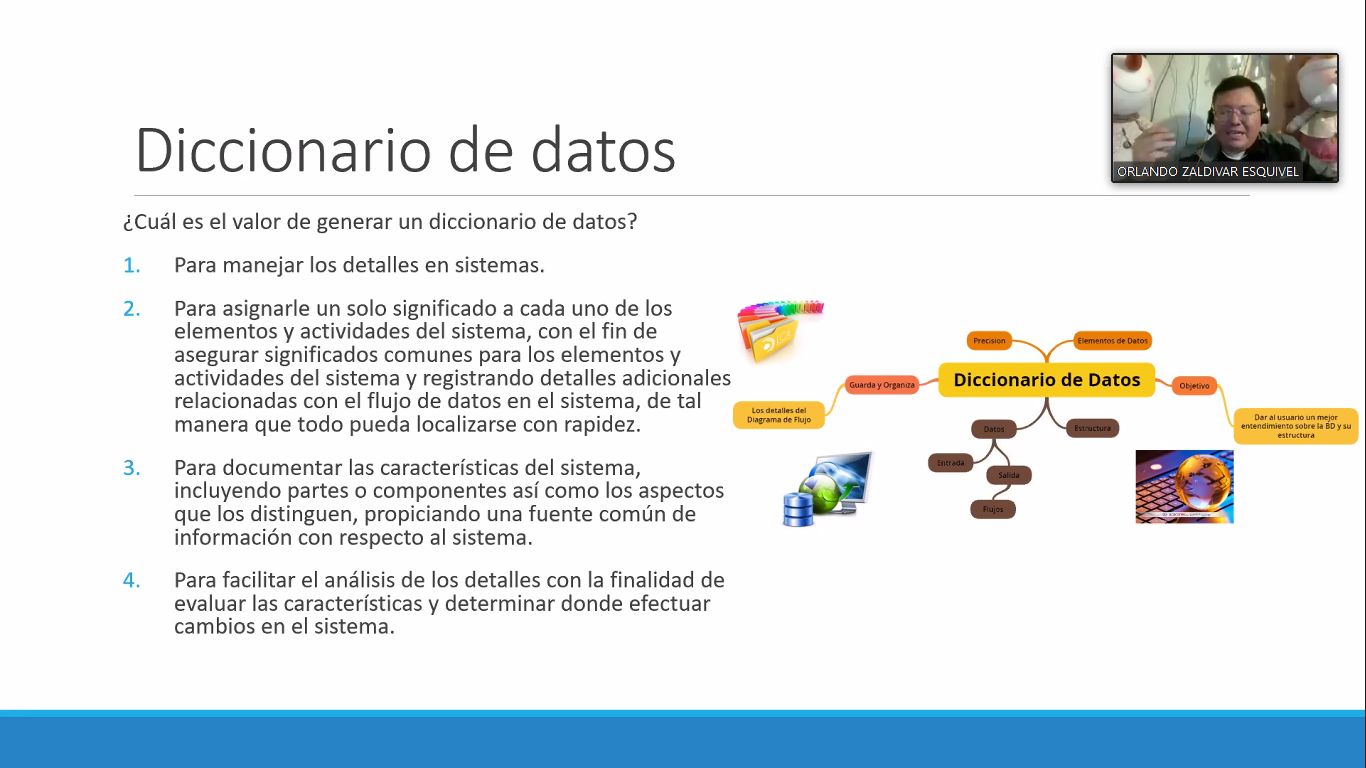 Diccionario de datos
ORLANDO ZALDIVAR ESQUIVEL
¿Cuál es el valor de generar un diccionario de datos?
1. Para manejar los detalles en sistemas.
2. Para asignarle un solo significado a cada uno de los
elementos y actividades del sistema, con el fin de
asegurar significados comunes para los elementos y
actividades del sistema y registrando detalles adicionales
relacionadas con el flujo de datos en el sistema, de tal
manera que todo pueda localizarse con rapidez.
3. Para documentar las características del sistema,
incluyendo partes o componentes así como los aspectos
que los distinguen, propiciando una fuente común de
información con respecto al sistema.
4. Para facilitar el análisis de los detalles con la finalidad de
evaluar las características y determinar donde efectuar
cambios en el sistema.
Precision
Elementos de Datos
Diccionario de Datos
Guarda y Organiza
Objetivo
Los detalles del
Diagrama de Flujo
Dar al usuario un mejor
entendimiento sobre la BD y su
estructura
Datos
Estructura
Entrada
Salida
Flujos